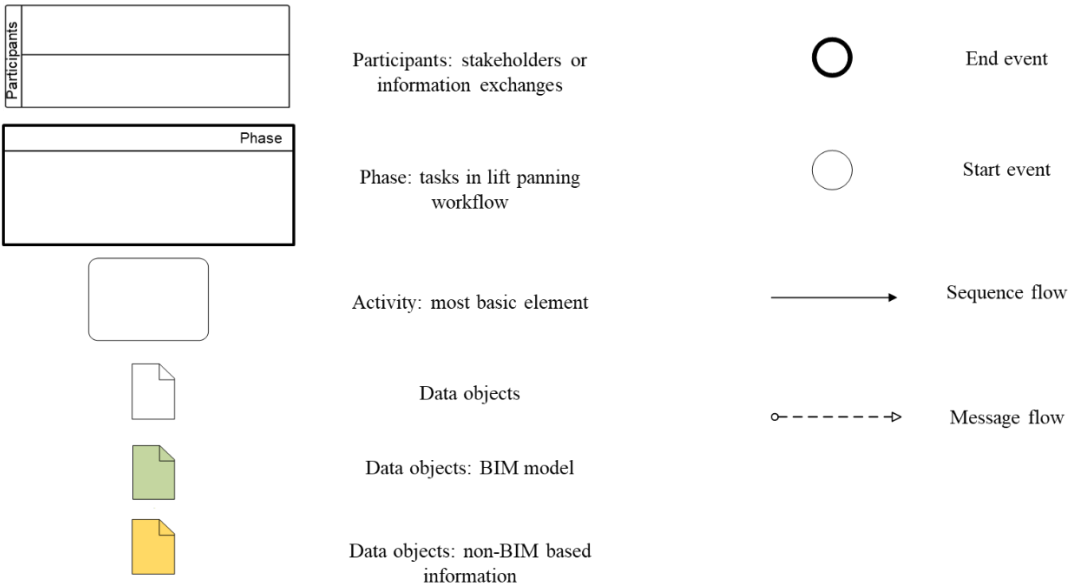 Participants
Participants: stakeholders or
information exchanges
End event
Phase
Phase: tasks in lift panning
workflow
Start event
Activity: most basic element
Sequence flow
Data objects
Message flow
Data objects: BIM model
Data objects: non-BIM based
information